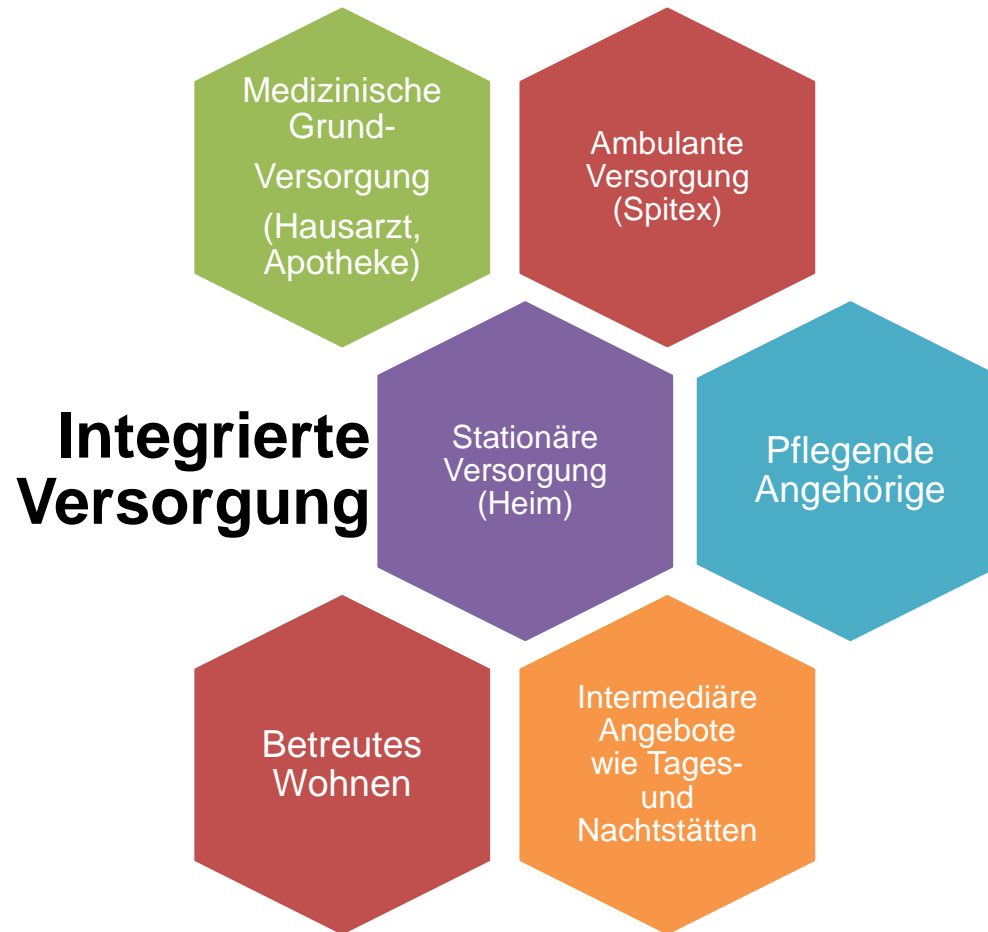 Medizinische
Grund-
Versorgung
(Hausarzt,
Apotheke)
Ambulante
Versorgung
(Spitex)
Integrierte
Versorgung
Stationäre
Versorgung
(Heim)
Pflegende
Angehörige
Betreutes
Wohnen
Intermediäre
Angebote
wie Tages-
und
Nachtstätten